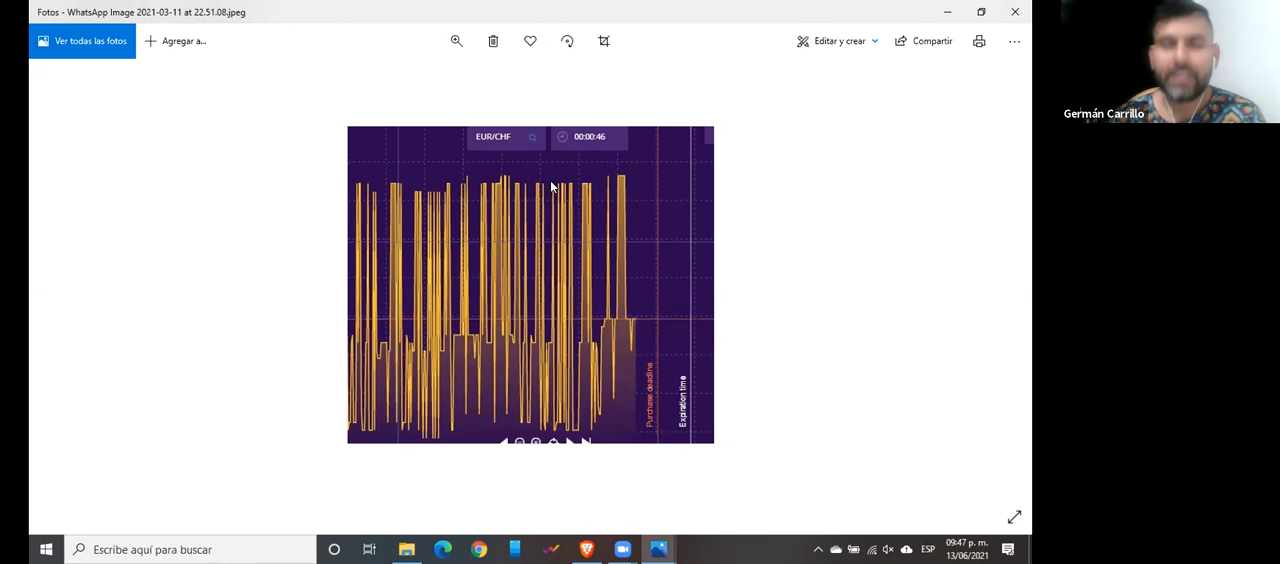 Fotos - WhatsApp Image 2021-03-11 at 22.51.08.jpeg
Ver todas las fotos
Agregar a...
Editar y crear
Compartir
Germán Carrillo
EUR/CHF
00:00:46
Purchase deadline
Expiration time
Escribe aquí para buscar
ESP
09:47 p. m.
13/06/2021